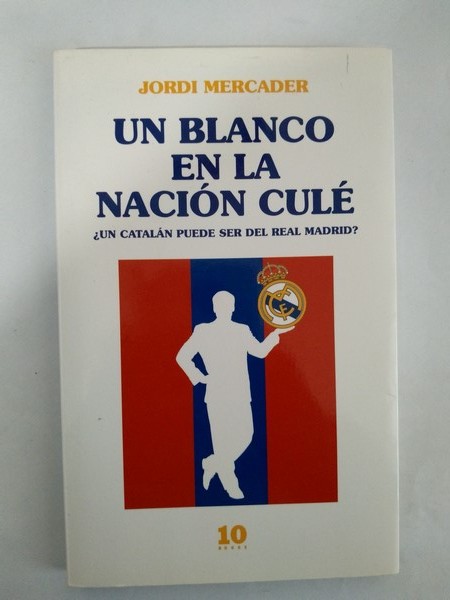 JORDI MERCADER
UN BLANCO
EN LA
NACIÓN CULÉ
¿UN CATALÁN PUEDE SER DEL REAL MADRID?
10